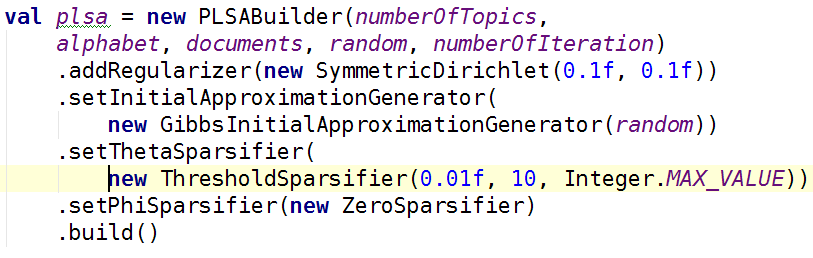 val plsa = new PLSABuilder(numberOfTopics,
    alphabet, documents, random, numberOfIteration)
    .addRegularizer(new SymmetricDirichlet(0.1f, 0.1f))
    .setInitialApproximationGenerator(
        new GibbsInitialApproximationGenerator(random))
    .setThetaSparsifier(
        new ThresholdSparsifier(0.01f, 10, Integer.MAX_VALUE))
    .setPhiSparsifier(new ZeroSparsifier)
    .build()